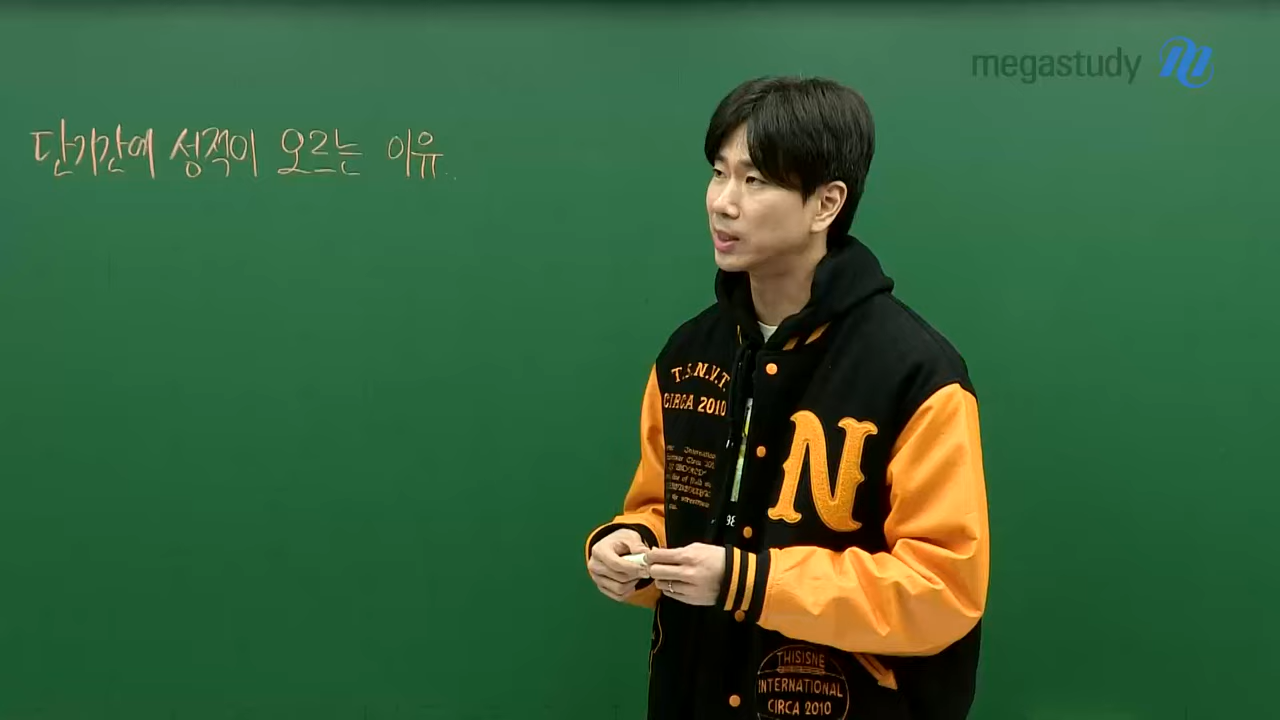 megastudy
단기간에 성적이 오르는 이유..
T.S.N.V.T.
CIRCA 2010
N
98
THISISNE
INTERNATIONAL
CIRCA 2010